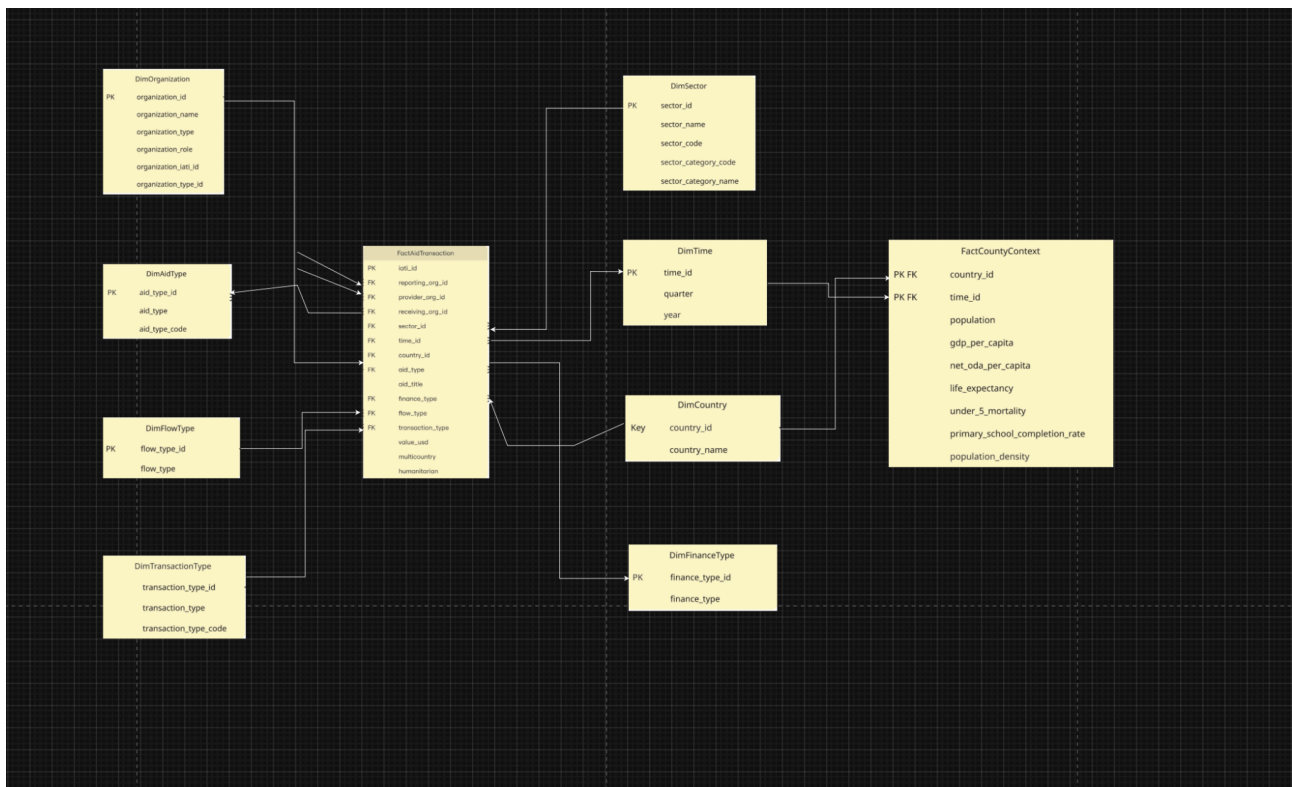 DimOrganization
PK organization_id
organization_name
organization_type
organization_role
organization_iati_id
organization_type_id
DimAidType
PK aid_type_id
aid_type
aid_type_code
DimFlowType
PK flow_type_id
flow_type
DimTransactionType
transaction_type_id
transaction_type
transaction_type_code
FactAidTransaction
PK iati_id
FK reporting_org_id
FK provider_org_id
FK receiving_org_id
FK sector_id
FK time_id
FK country_id
FK aid_type
aid_title
FK finance_type
FK flow_type
FK transaction_type
value_usd
multicountry
humanitarian
DimSector
PK sector_id
sector_name
sector_code
sector_category_code
sector_category_name
DimTime
PK time_id
quarter
year
DimCountry
Key country_id
country_name
DimFinanceType
PK finance_type_id
finance_type
FactCountyContext
PK FK country_id
PK FK time_id
population
gdp_per_capita
net_oda_per_capita
life_expectancy
under_5_mortality
primary_school_completion_rate
population_density